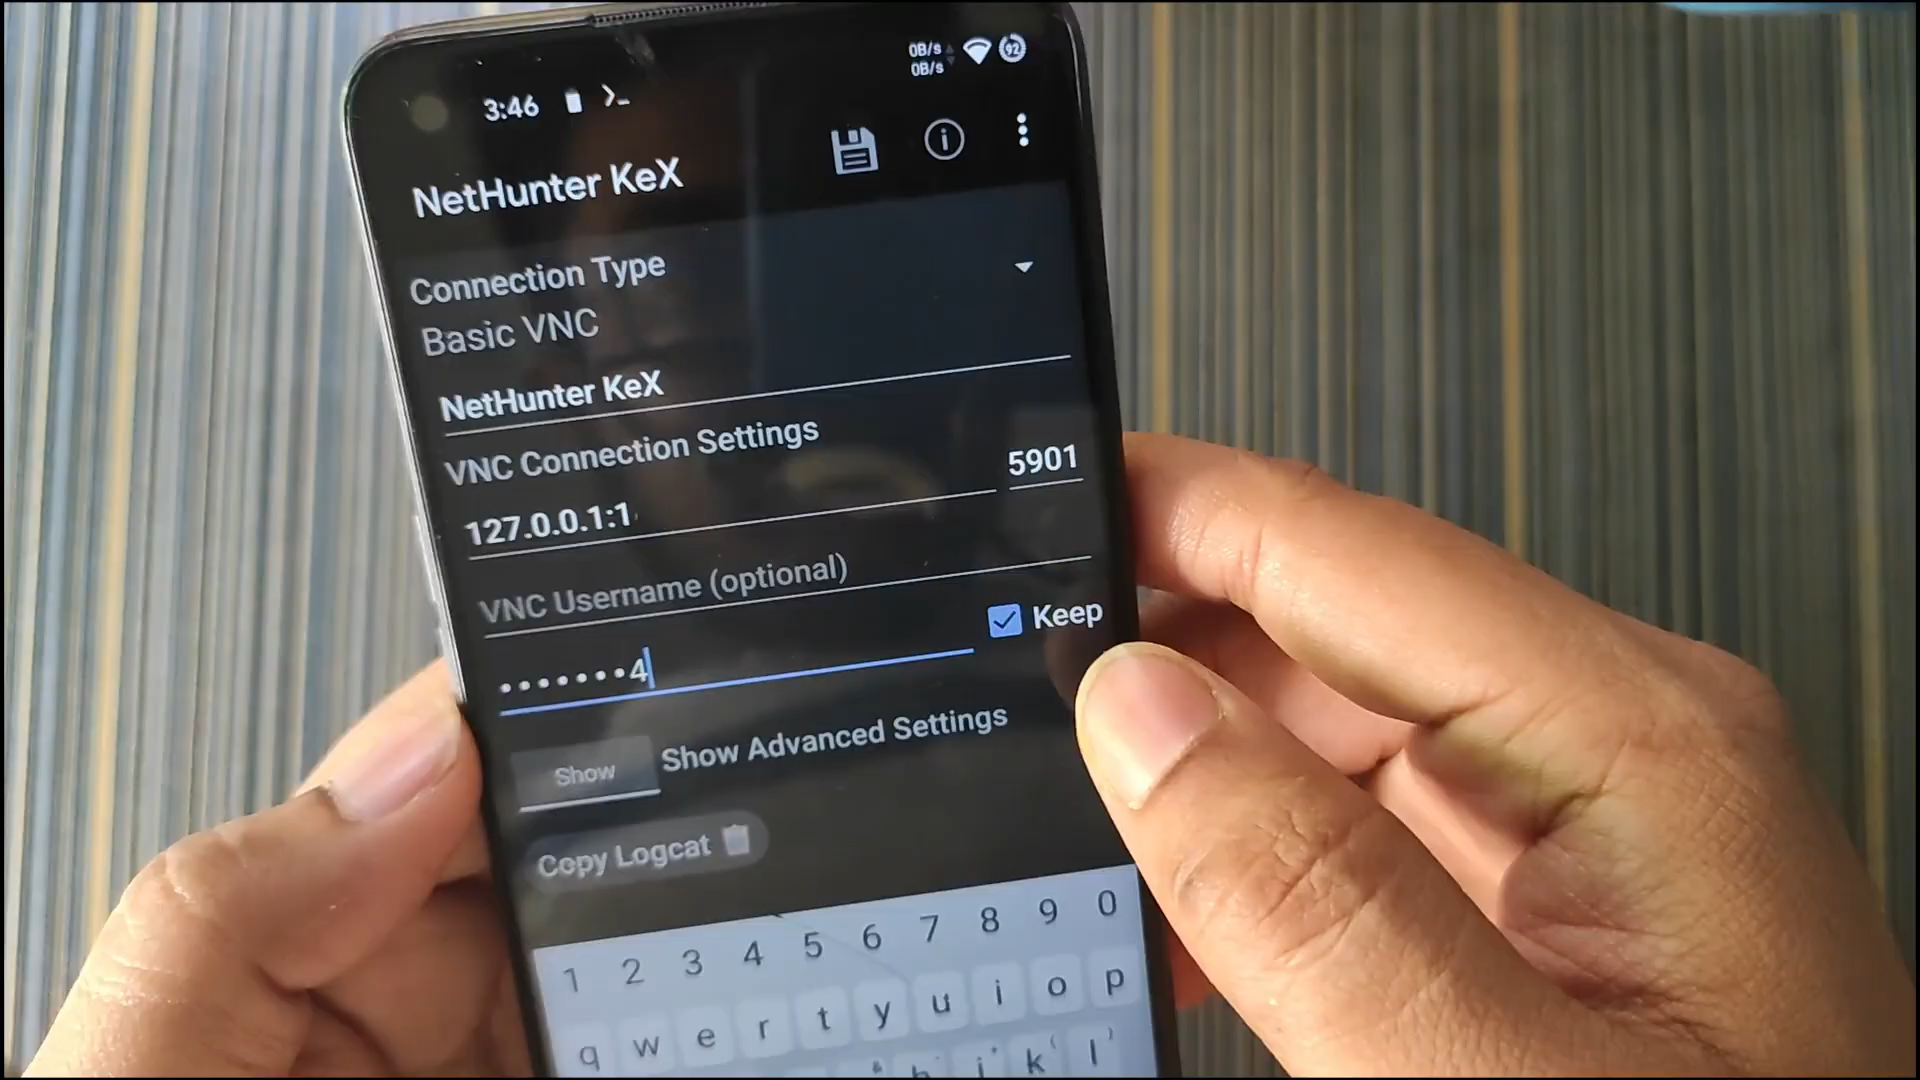 3:46
0B/s
0B/s
92
NetHunter KeX
Connection Type
Basic VNC
NetHunter KeX
VNC Connection Settings
127.0.0.1:1
5901
VNC Username (optional)
•••••••4
Keep
Show
Show Advanced Settings
Copy Logcat
1 2 3 4 5 6 7 8 9 0
q w e r t y u i o p
h j k l